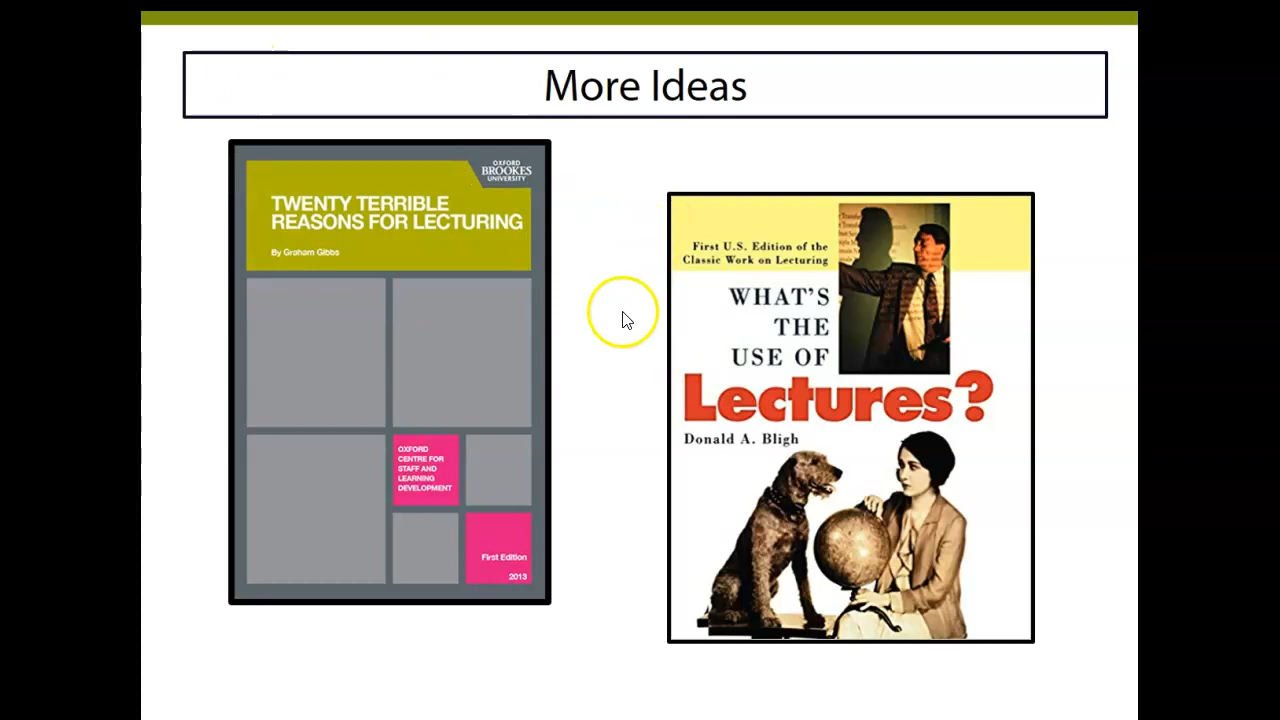 More Ideas
OXFORD
BROOKES
UNIVERSITY
TWENTY TERRIBLE
REASONS FOR LECTURING
By Graham Gibbs
OXFORD
CENTRE FOR
STAFF AND
LEARNING
DEVELOPMENT
First Edition
2013
First U.S. Edition of the
Classic Work on Lecturing
WHAT'S
THE
USE OF
Lectures?
Donald A. Bligh